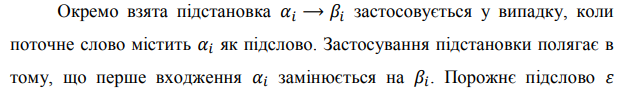 Окремо взята підстановка 𝛼𝑖 ⟶ 𝛽𝑖 застосовується у випадку, коли
поточне слово містить 𝛼𝑖 як підслово. Застосування підстановки полягає в
тому, що перше входження 𝛼𝑖 замінюється на 𝛽𝑖. Порожнє підслово 𝜀